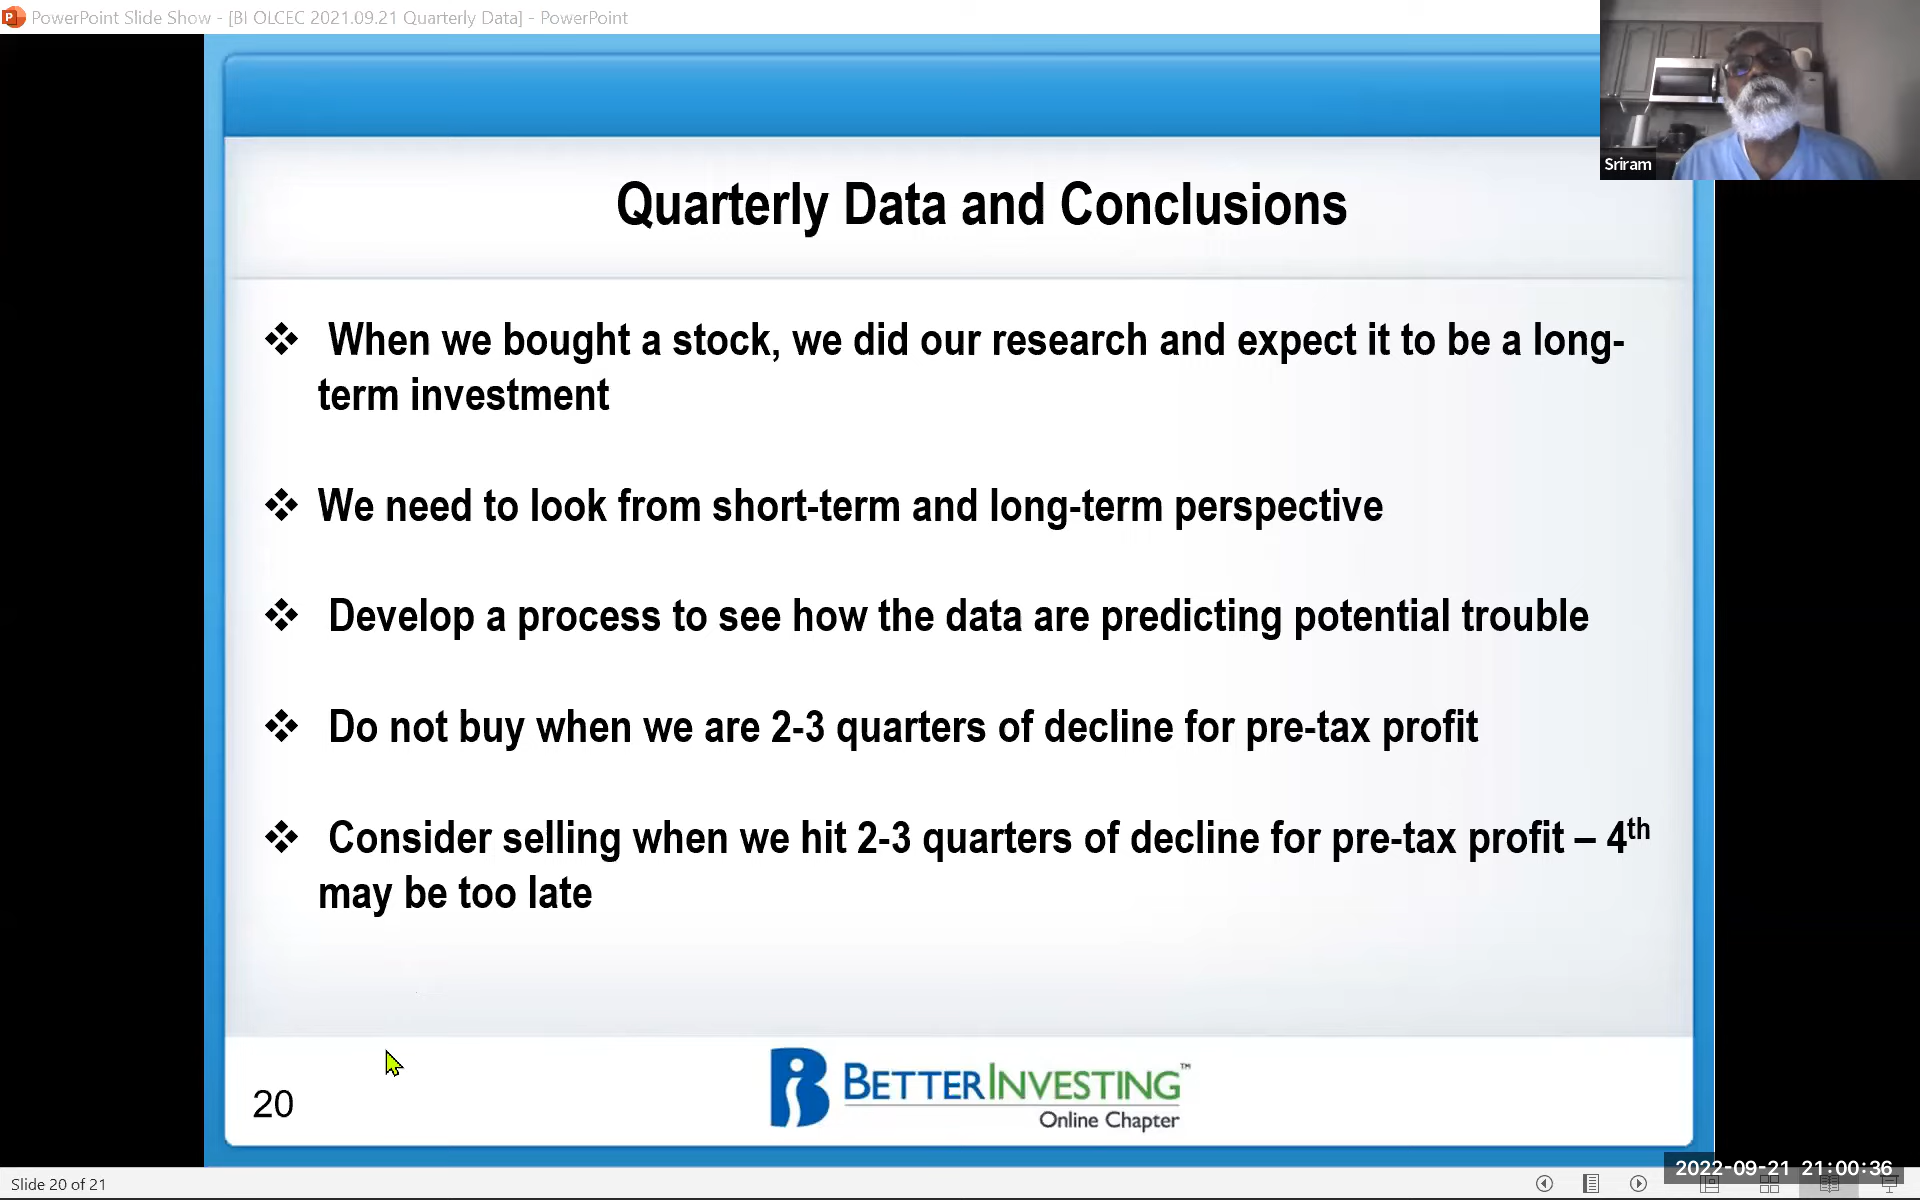 PowerPoint Slide Show - [BI OLCEC 2021.09.21 Quarterly Data] - PowerPoint
Sriram
Quarterly Data and Conclusions
When we bought a stock, we did our research and expect it to be a long-
term investment
We need to look from short-term and long-term perspective
Develop a process to see how the data are predicting potential trouble
Do not buy when we are 2-3 quarters of decline for pre-tax profit
Consider selling when we hit 2-3 quarters of decline for pre-tax profit – 4th
may be too late
20
BETTERINVESTING™
Online Chapter
2022-09-21 21:00:36
Slide 20 of 21